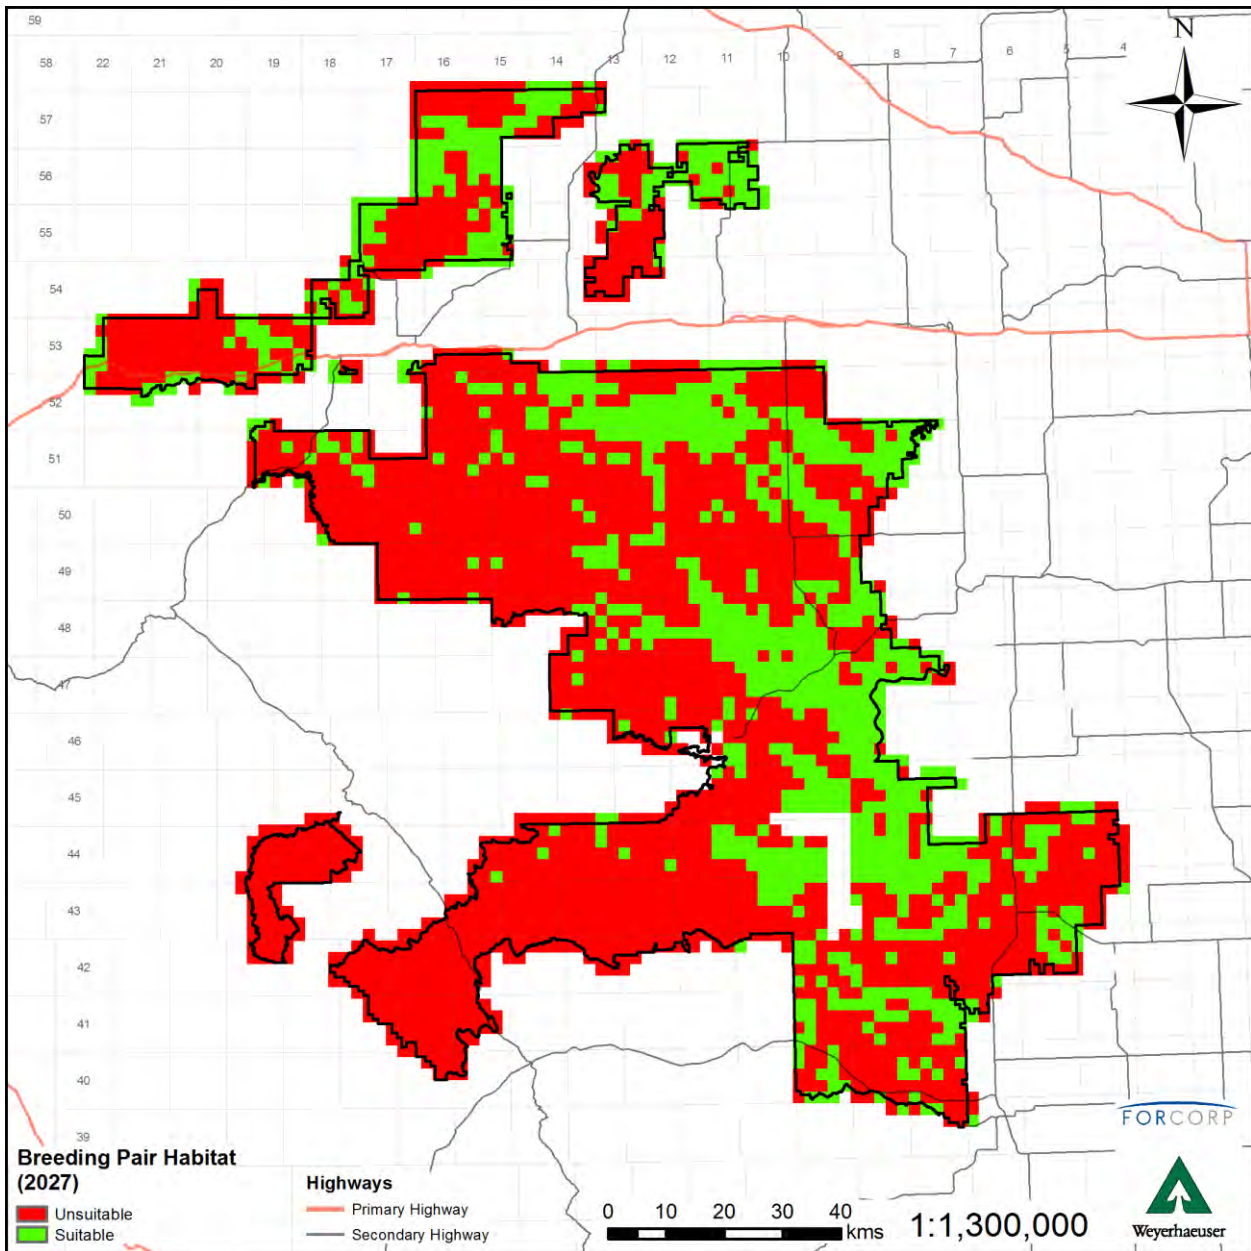 59
58 22 21 20 19 18 17 16 15 14 13 12 11 10 9 8 7 6 5 4
N
57
56
55
54
53
52
51
50
49
48
47
46
45
44
43
42
41
40
39
Breeding Pair Habitat
(2027)
Unsuitable
Suitable
Highways
Primary Highway
Secondary Highway
0 10 20 30 40
kms
1:1,300,000
FORCORP
Weyerhaeuser